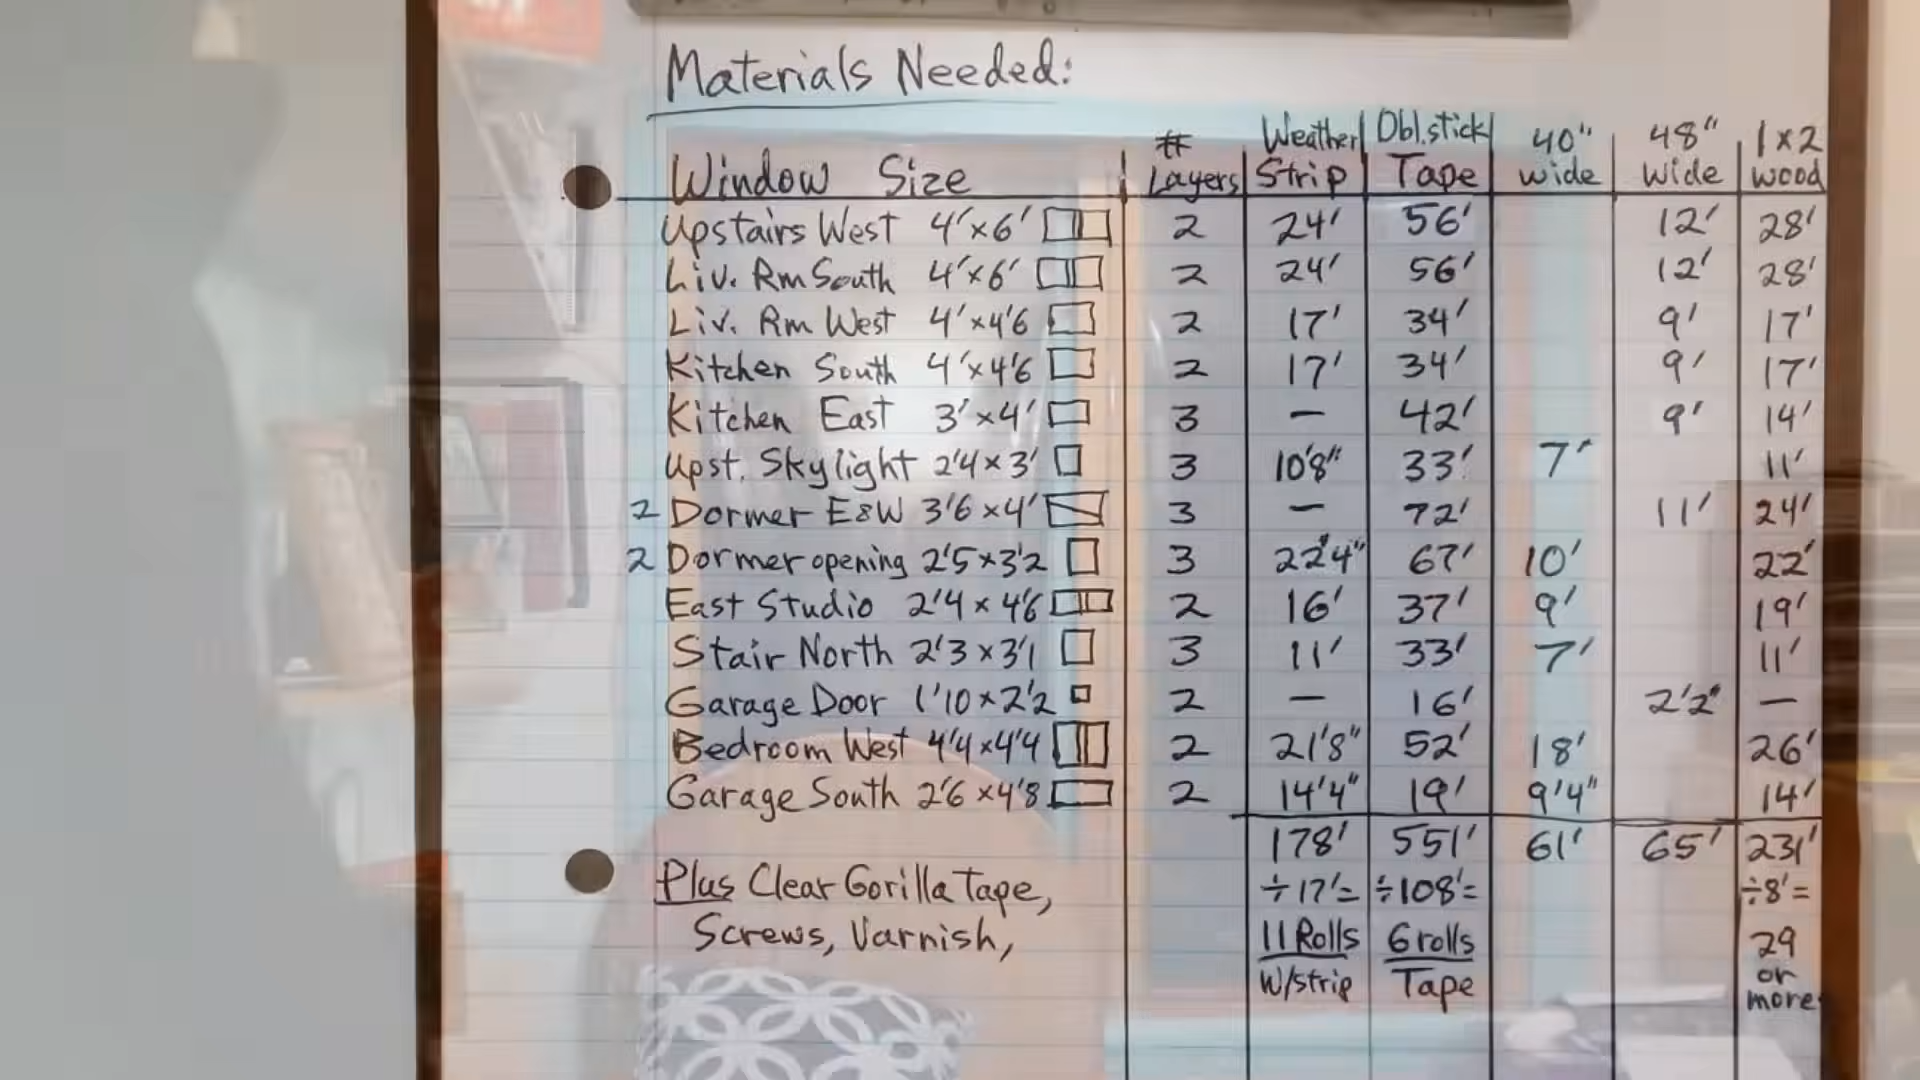 Materials Needed:
Window Size # Layers Weather Strip Dbl.stick Tape 40" wide 48" wide 1x2 wood
Upstairs West 4'x6' 2 24' 56' 12' 28'
Liv. Rm South 4'x6' 2 24' 56' 12' 28'
Liv. Rm West 4'x4'6 2 17' 34' 9' 17'
Kitchen South 4'x4'6 2 17' 34' 9' 17'
Kitchen East 3'x4' 3 – 42' 9' 14'
Upst. Skylight 2'4x3' 3 10'8" 33' 7' 11'
2 Dormer E&W 3'6x4' 3 – 72' 11' 24'
2 Dormer opening 2'5x3'2 3 22'4" 67' 10' 22'
East Studio 2'4x4'6 2 16' 37' 9' 19'
Stair North 2'3x3'1 3 11' 33' 7' 11'
Garage Door 1'10x2'2 2 – 16' 2'2" –
Bedroom West 4'4x4'4 2 21'8" 52' 18' 26'
Garage South 2'6x4'8 2 14'4" 19' 9'4" 14'
178' 551' 61' 65' 231'
Plus Clear Gorilla Tape, ÷17'= ÷108'= ÷8'=
Screws, Varnish, 11 Rolls 6 rolls 29
W/strip Tape or
more